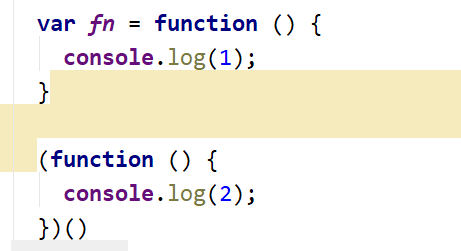 var fn = function () {
  console.log(1);
}

(function () {
  console.log(2);
})()